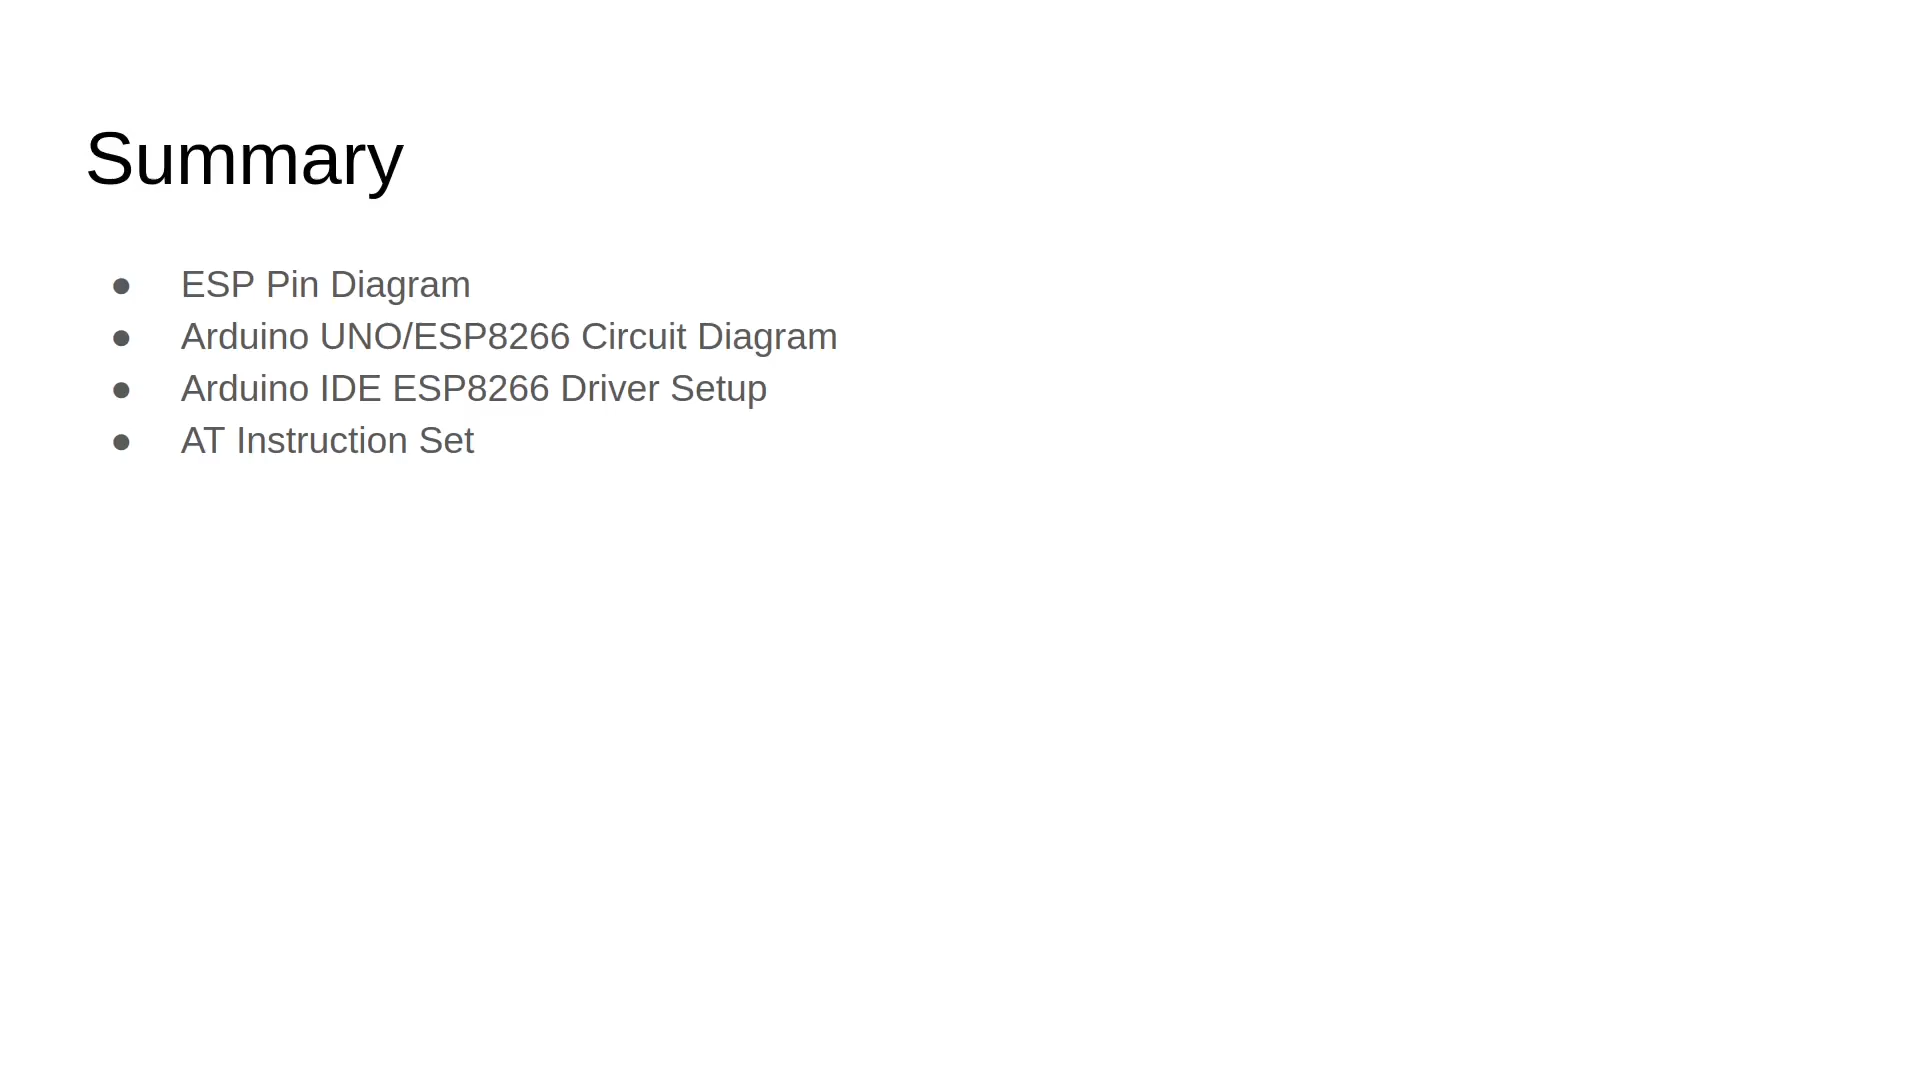 Summary
● ESP Pin Diagram
● Arduino UNO/ESP8266 Circuit Diagram
● Arduino IDE ESP8266 Driver Setup
● AT Instruction Set